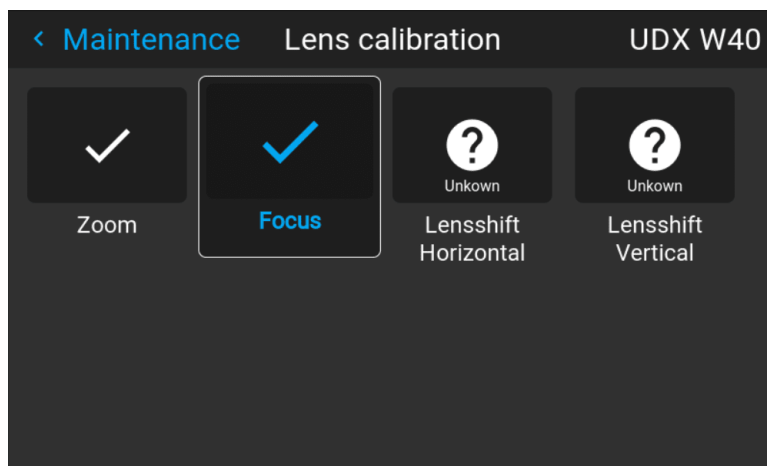 Maintenance Lens calibration UDX W40
Unkown Unkown
Zoom Focus Lensshift Lensshift
Horizontal Vertical